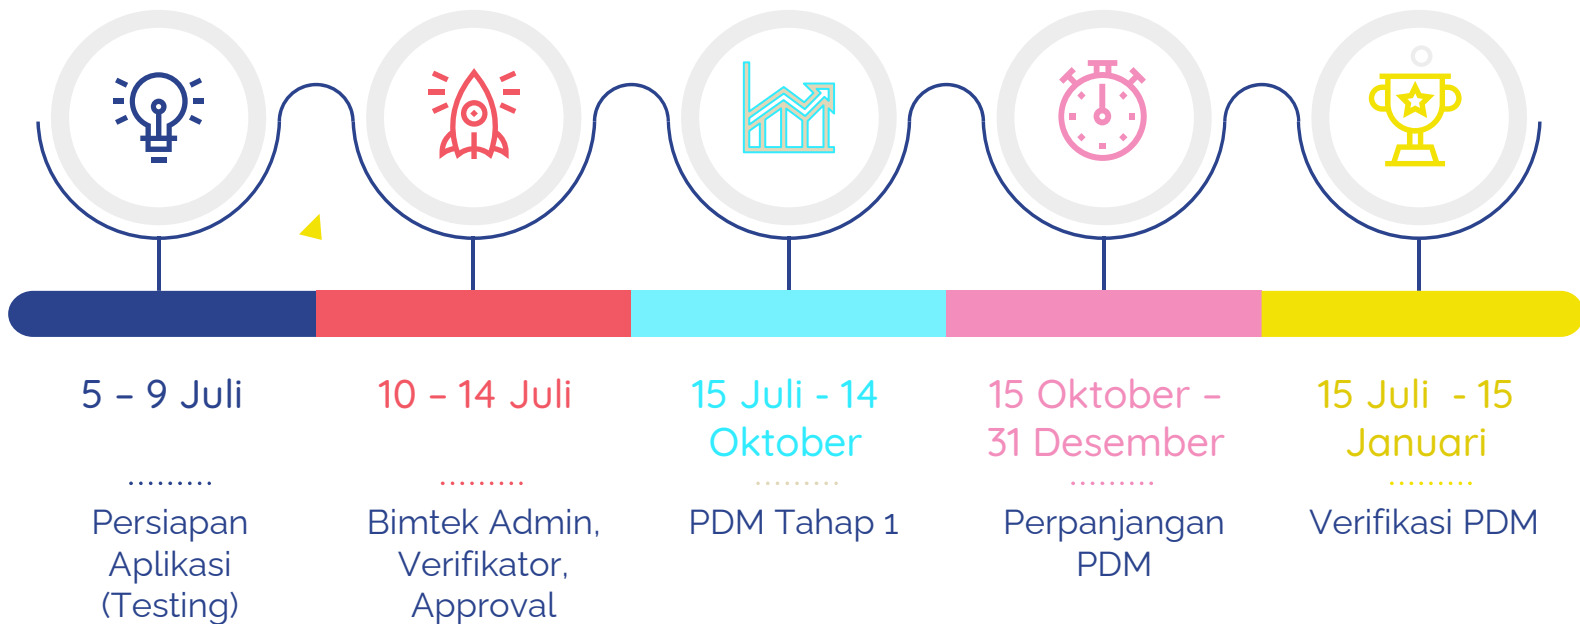 5 – 9 Juli
Persiapan
Aplikasi
(Testing)
10 – 14 Juli
Bimtek Admin,
Verifikator,
Approval
15 Juli - 14
Oktober
PDM Tahap 1
15 Oktober –
31 Desember
Perpanjangan
PDM
15 Juli - 15
Januari
Verifikasi PDM